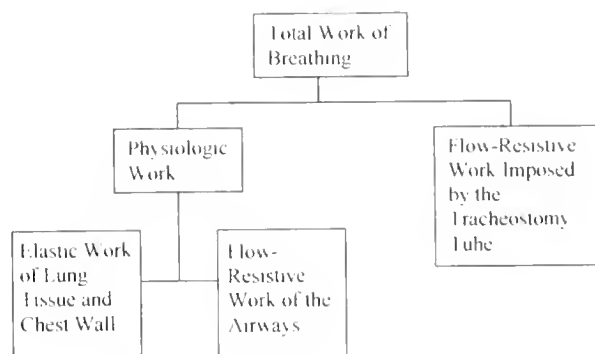 Total Work of
Breathing
Physiologic
Work
Flow-Resistive
Work Imposed
by the
Tracheostomy
Tube
Elastic Work
of Lung
Tissue and
Chest Wall
Flow-
Resistive
Work of the
Airways